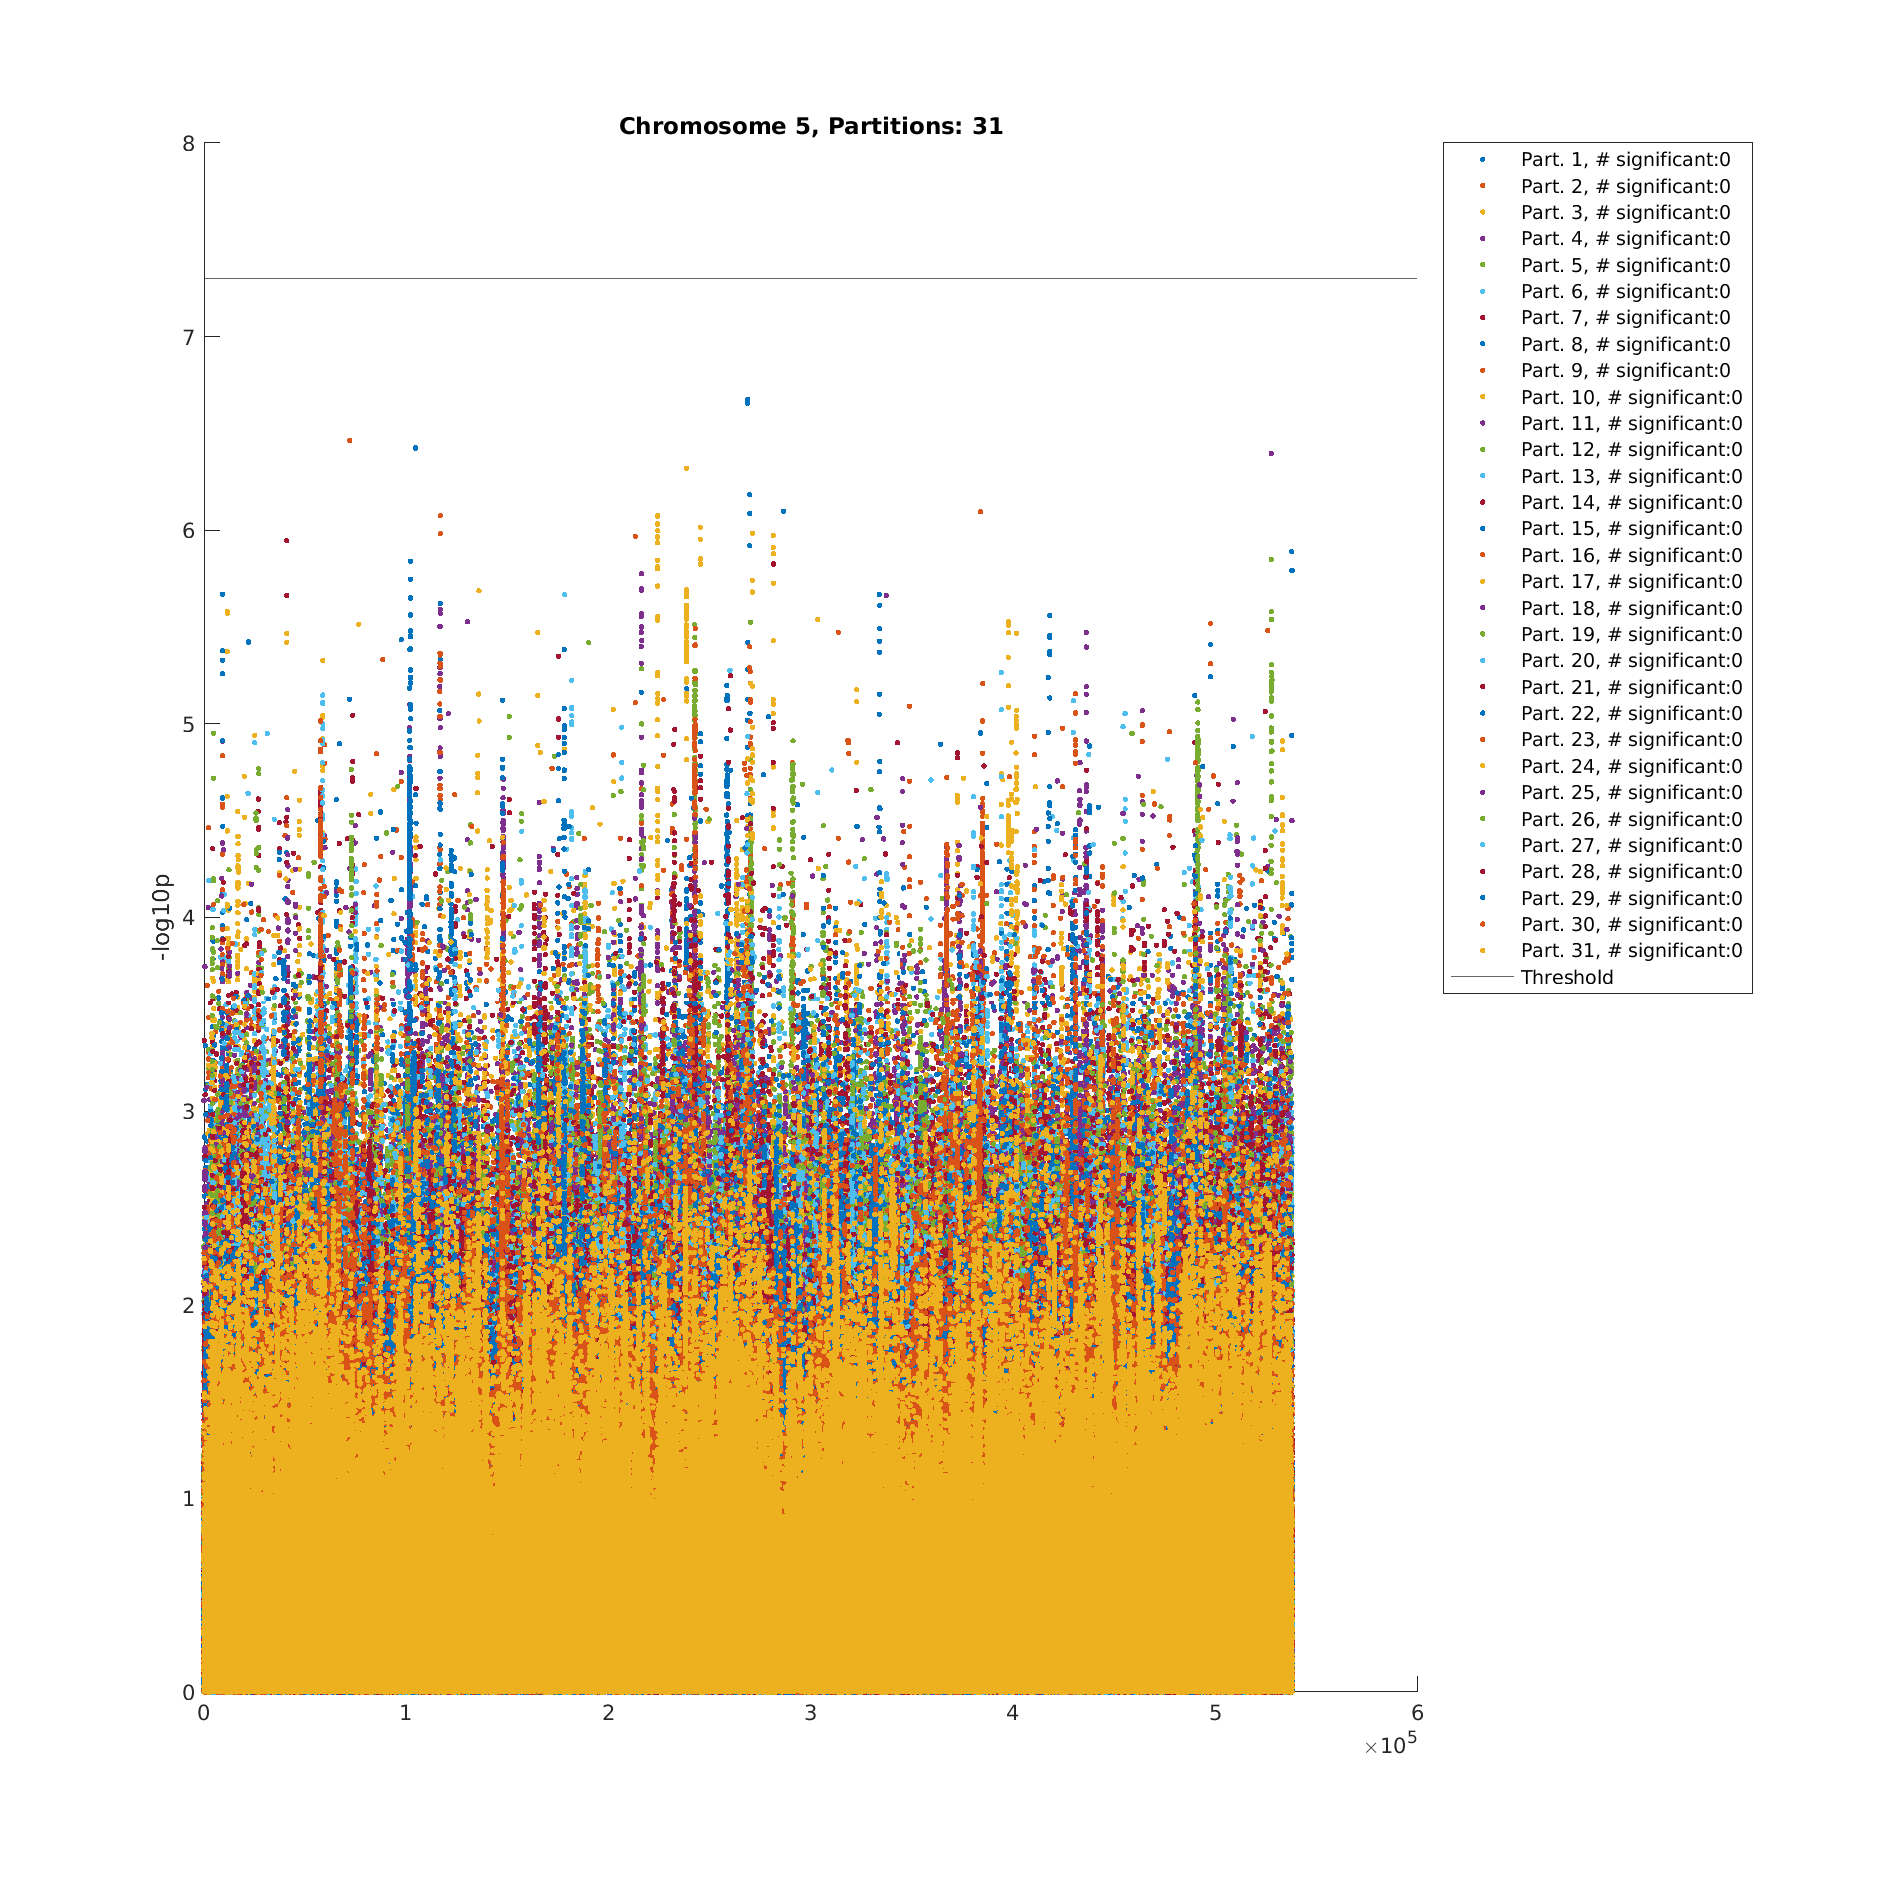 Chromosome 5, Partitions: 31
8
7
6
5
4
3
2
1
0
-log10p
0 1 2 3 4 5 6
×10^5
Part. 1, # significant:0
Part. 2, # significant:0
Part. 3, # significant:0
Part. 4, # significant:0
Part. 5, # significant:0
Part. 6, # significant:0
Part. 7, # significant:0
Part. 8, # significant:0
Part. 9, # significant:0
Part. 10, # significant:0
Part. 11, # significant:0
Part. 12, # significant:0
Part. 13, # significant:0
Part. 14, # significant:0
Part. 15, # significant:0
Part. 16, # significant:0
Part. 17, # significant:0
Part. 18, # significant:0
Part. 19, # significant:0
Part. 20, # significant:0
Part. 21, # significant:0
Part. 22, # significant:0
Part. 23, # significant:0
Part. 24, # significant:0
Part. 25, # significant:0
Part. 26, # significant:0
Part. 27, # significant:0
Part. 28, # significant:0
Part. 29, # significant:0
Part. 30, # significant:0
Part. 31, # significant:0
Threshold